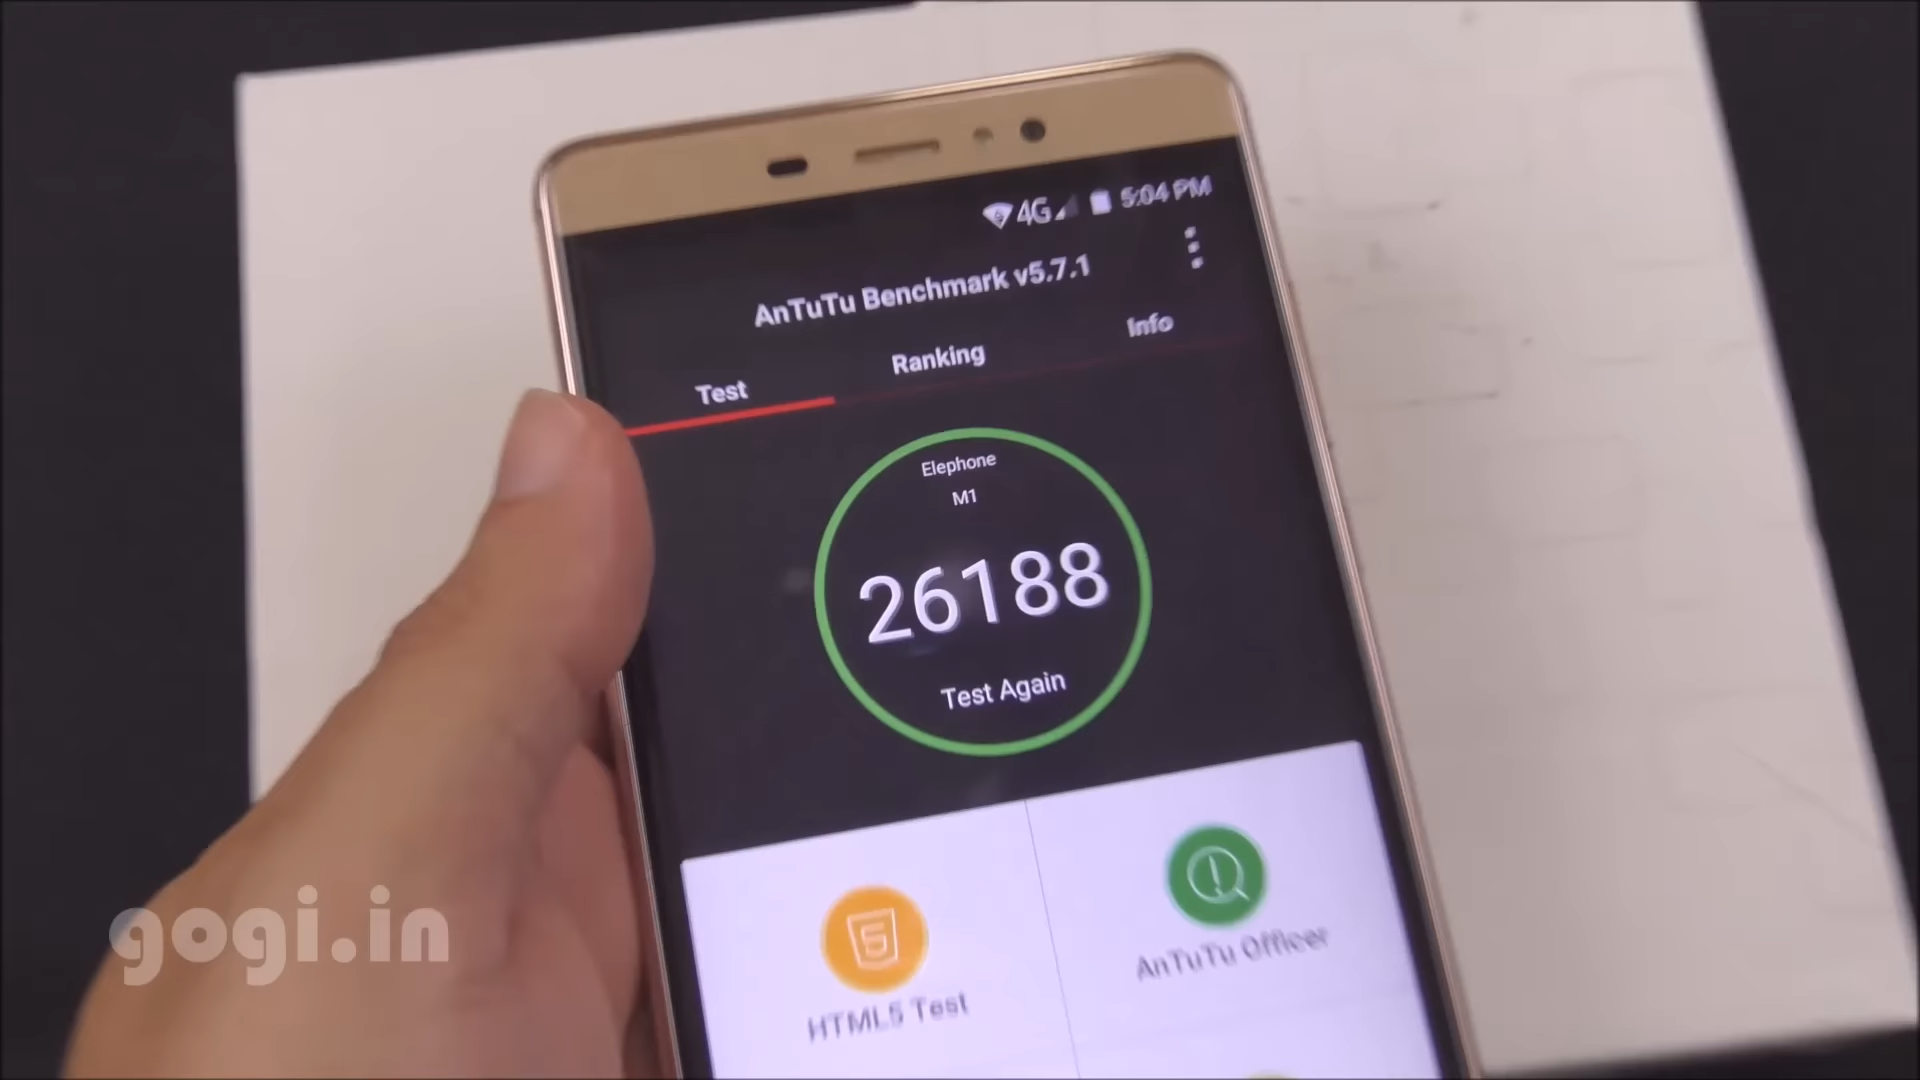 4G 5:04 PM
AnTuTu Benchmark v5.7.1
Test Ranking Info
Elephone
M1
26188
Test Again
HTML5 Test
AnTuTu Officer
gogi.in